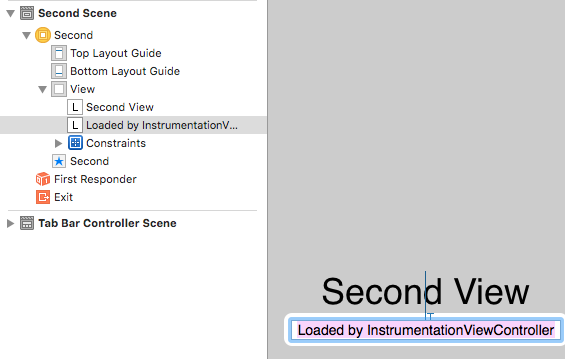 Second Scene
Second
Top Layout Guide
Bottom Layout Guide
View
L Second View
L Loaded by InstrumentationV...
Constraints
Second
First Responder
Exit
Tab Bar Controller Scene
Second View
Loaded by InstrumentationViewController